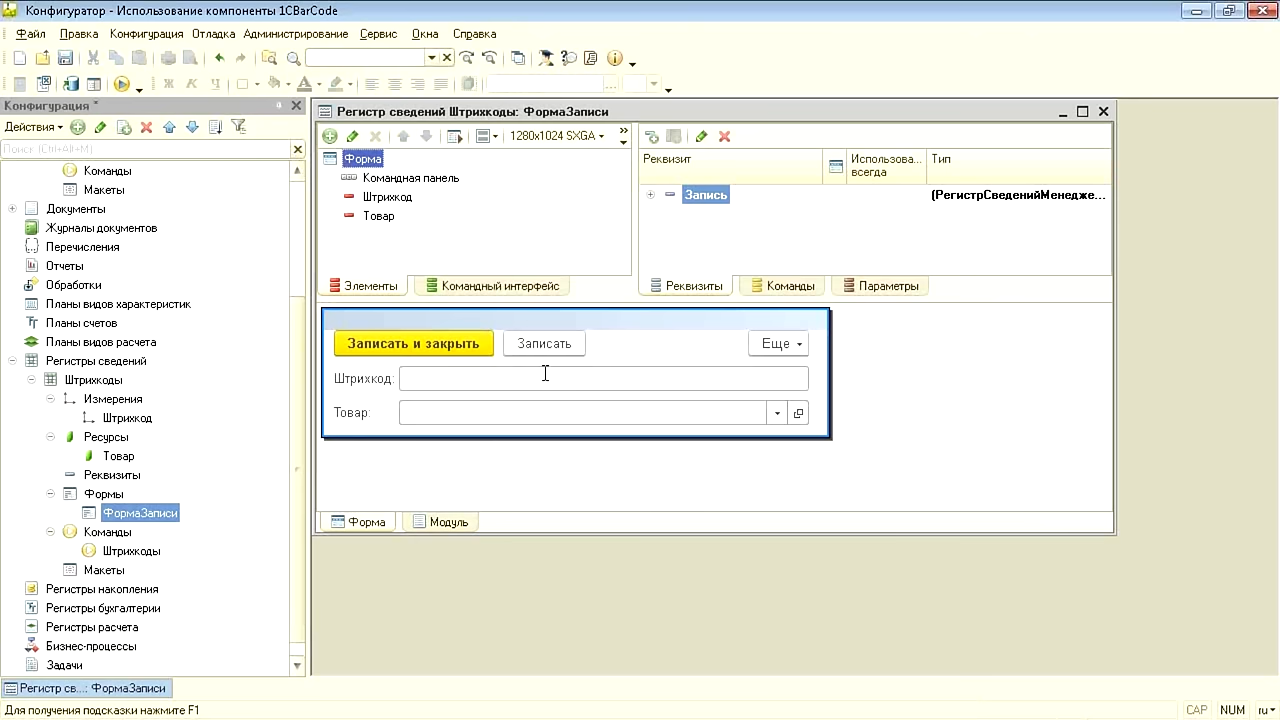 Конфигуратор - Использование компоненты 1CBarCode
Файл Правка Конфигурация Отладка Администрирование Сервис Окна Справка
Ж К Ч
Конфигурация *
Действия
Поиск (Ctrl+Alt+M)
Команды
Макеты
Документы
Журналы документов
Перечисления
Отчеты
Обработки
Планы видов характеристик
Планы счетов
Планы видов расчета
Регистры сведений
Штрихкоды
Измерения
Штрихкод
Ресурсы
Товар
Реквизиты
Формы
ФормаЗаписи
Команды
Штрихкоды
Макеты
Регистры накопления
Регистры бухгалтерии
Регистры расчета
Бизнес-процессы
Задачи
Регистр сведений Штрихкоды: ФормаЗаписи
1280x1024 SXGA
Форма
Командная панель
Штрихкод
Товар
Элементы Командный интерфейс
Реквизит Использова... всегда Тип
Запись (РегистрСведенийМенедже...
Реквизиты Команды Параметры
Записать и закрыть Записать Еще
Штрихкод:
Товар:
Форма Модуль
Регистр св...: ФормаЗаписи
Для получения подсказки нажмите F1 CAP NUM ru